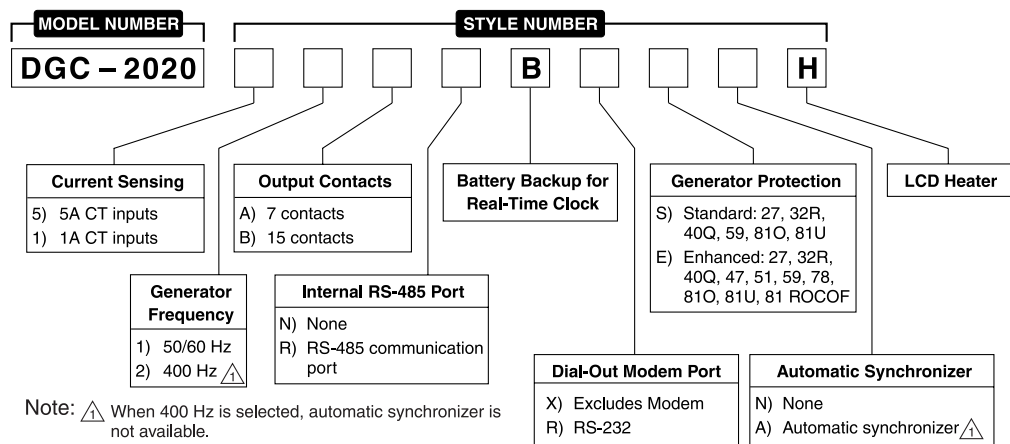 MODEL NUMBER
STYLE NUMBER
DGC – 2020
B
H
Current Sensing
5) 5A CT inputs
1) 1A CT inputs
Output Contacts
A) 7 contacts
B) 15 contacts
Battery Backup for
Real-Time Clock
Generator Protection
S) Standard: 27, 32R,
40Q, 59, 81O, 81U
E) Enhanced: 27, 32R,
40Q, 47, 51, 59, 78,
81O, 81U, 81 ROCOF
LCD Heater
Generator
Frequency
1) 50/60 Hz
2) 400 Hz 1
Internal RS-485 Port
N) None
R) RS-485 communication
port
Dial-Out Modem Port
X) Excludes Modem
R) RS-232
Automatic Synchronizer
N) None
A) Automatic synchronizer 1
Note: 1 When 400 Hz is selected, automatic synchronizer is
not available.